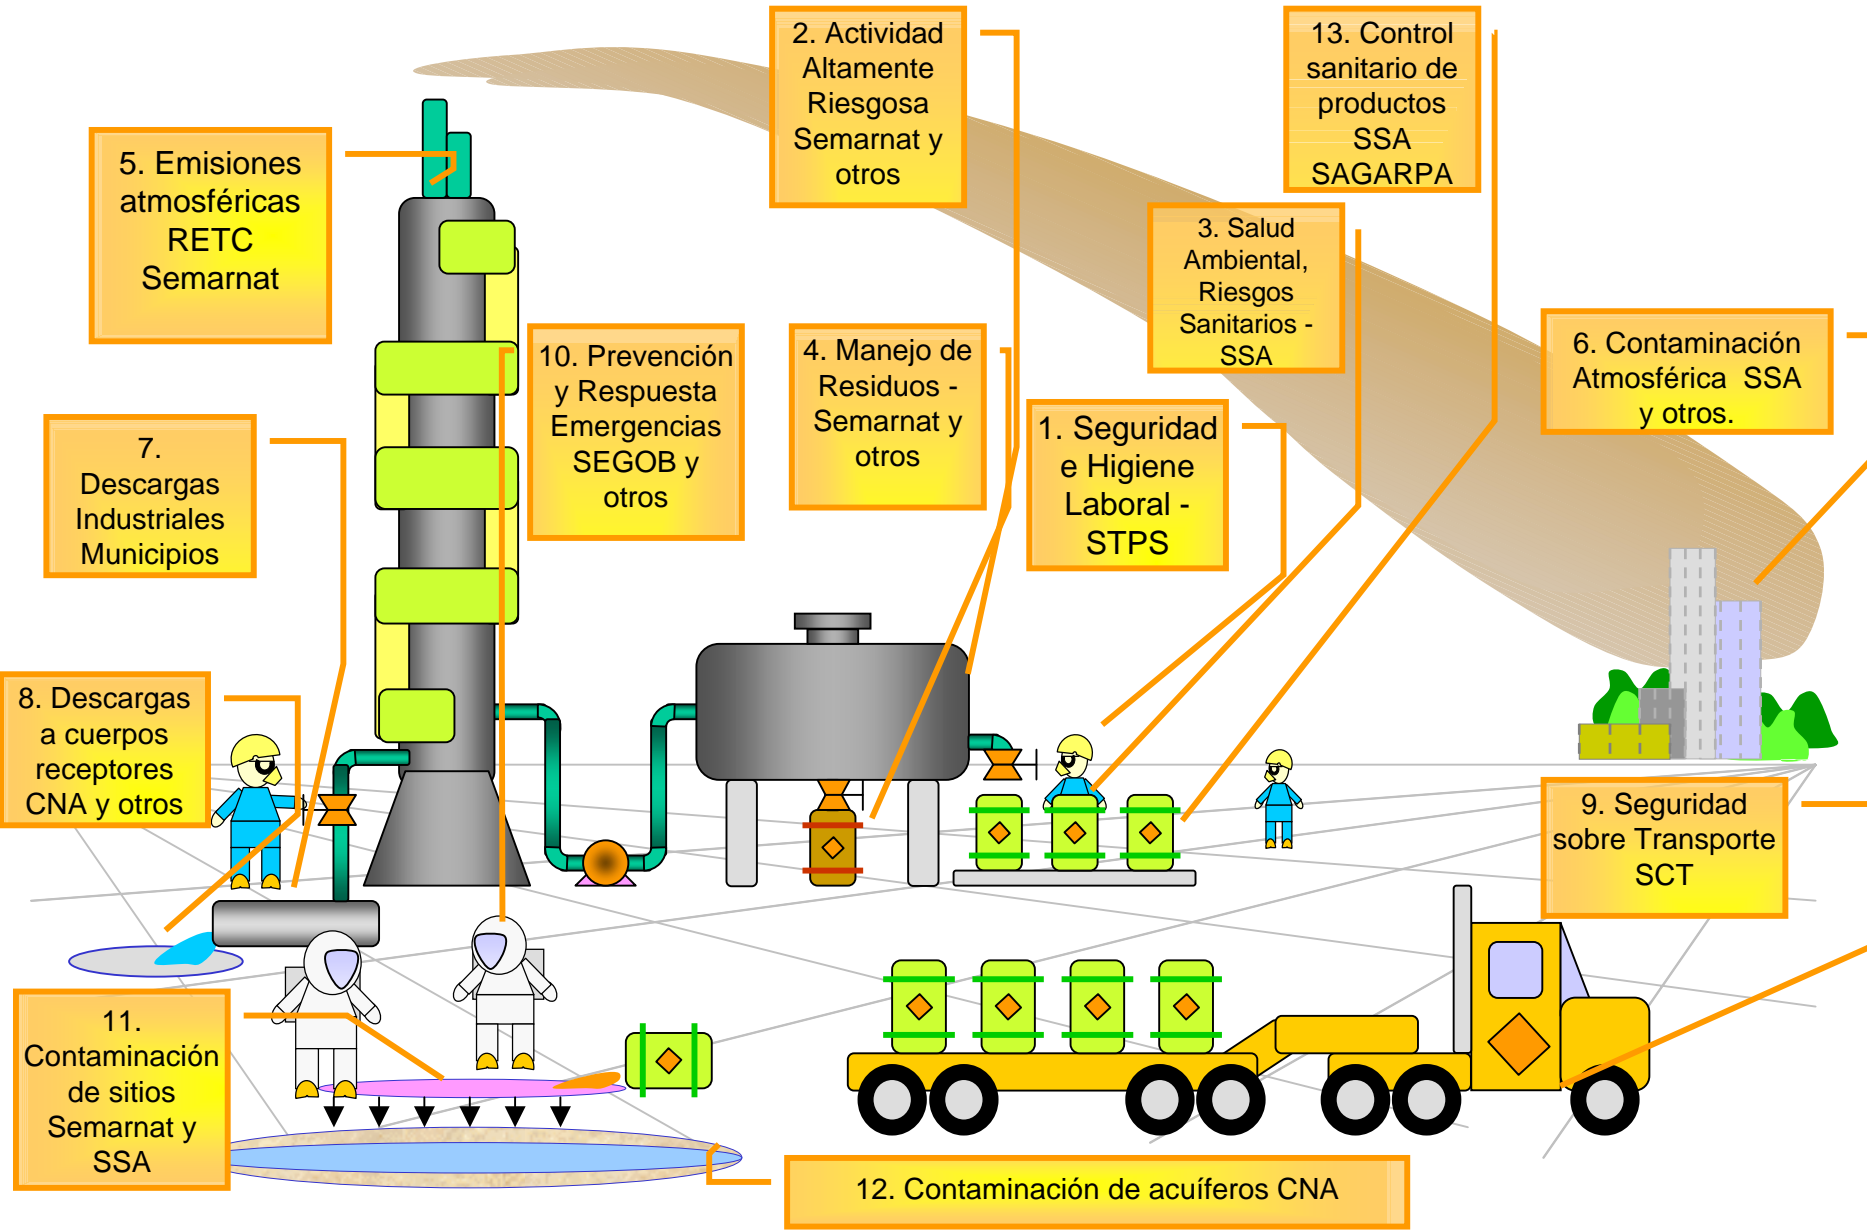 2. Actividad
Altamente
Riesgosa
Semarnat y
otros
13. Control
sanitario de
productos
SSA
SAGARPA
5. Emisiones
atmosféricas
RETC
Semarnat
3. Salud
Ambiental,
Riesgos
Sanitarios -
SSA
10. Prevención
y Respuesta
Emergencias
SEGOB y
otros
4. Manejo de
Residuos -
Semarnat y
otros
6. Contaminación
Atmosférica SSA
y otros.
1. Seguridad
e Higiene
Laboral -
STPS
7.
Descargas
Industriales
Municipios
8. Descargas
a cuerpos
receptores
CNA y otros
9. Seguridad
sobre Transporte
SCT
11.
Contaminación
de sitios
Semarnat y
SSA
12. Contaminación de acuíferos CNA